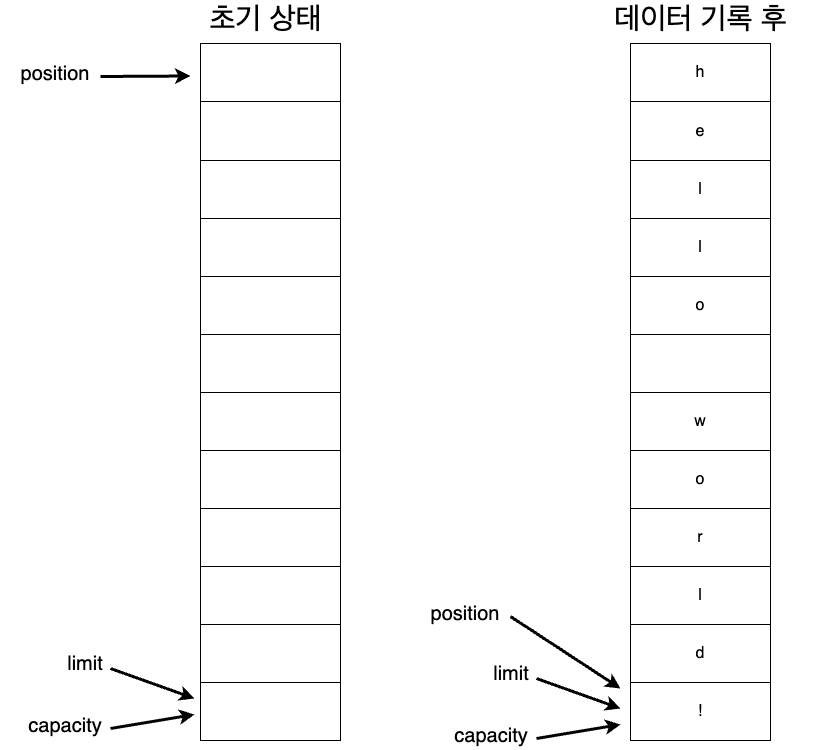 초기 상태
position
limit
capacity
데이터 기록 후
h
e
l
l
o
w
o
r
l
d
!
position
limit
capacity